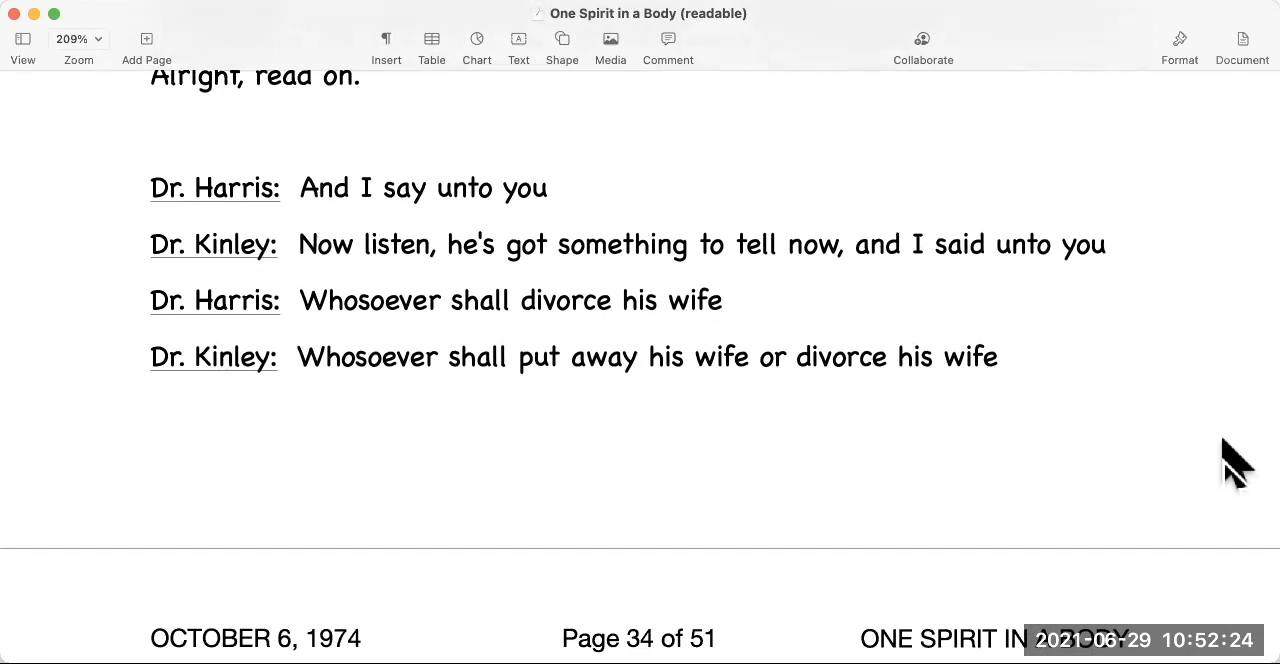 One Spirit in a Body (readable)
209%
View Zoom Add Page Insert Table Chart Text Shape Media Comment Collaborate Format Document
Alright, read on.
Dr. Harris: And I say unto you
Dr. Kinley: Now listen, he's got something to tell now, and I said unto you
Dr. Harris: Whosoever shall divorce his wife
Dr. Kinley: Whosoever shall put away his wife or divorce his wife
OCTOBER 6, 1974 Page 34 of 51 ONE SPIRIT IN A BODY
2021-06-29 10:52:24